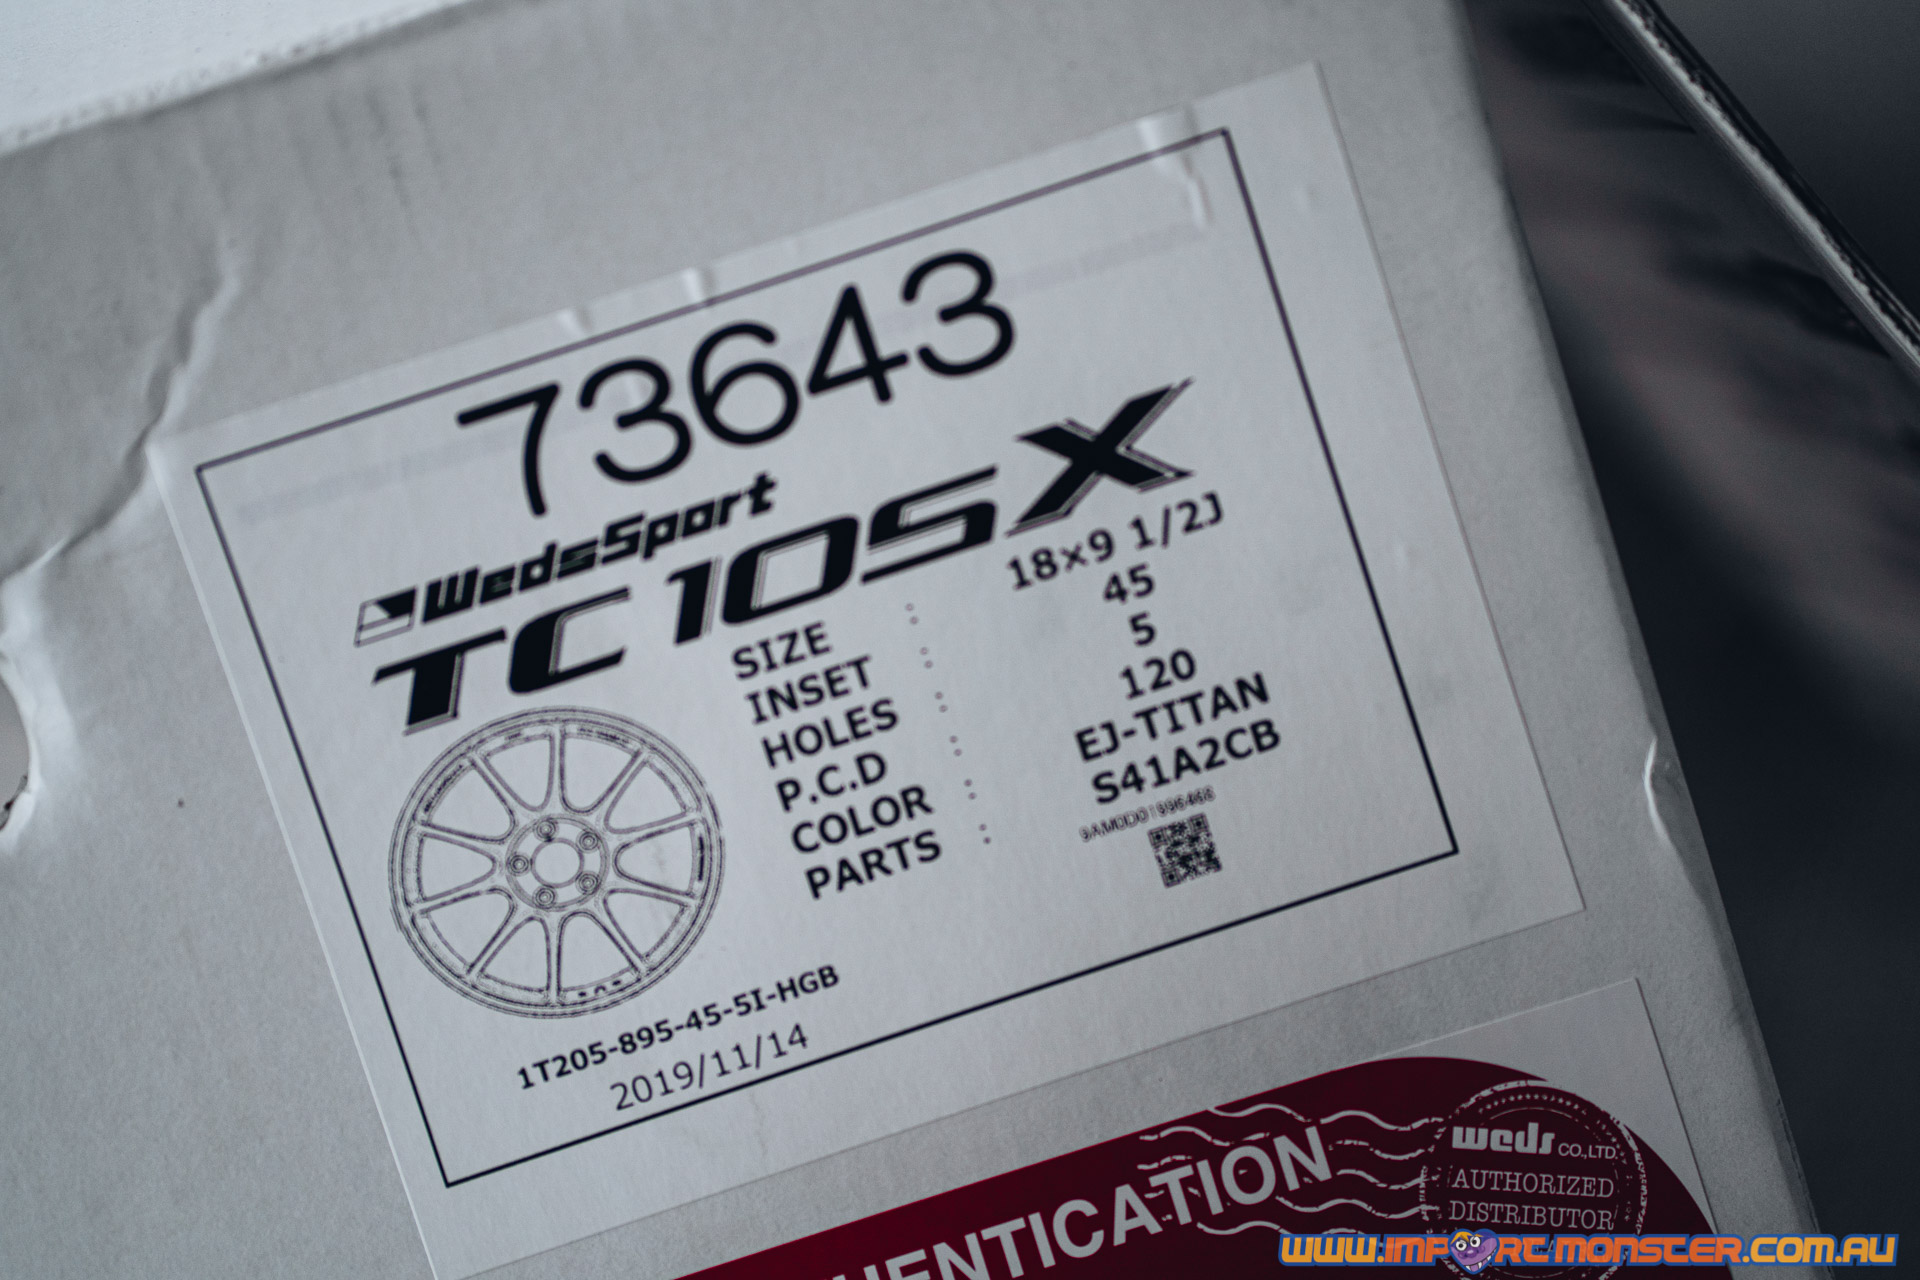 73643
WedsSport
TC105X
SIZE : 18×9 1/2J
INSET : 45
HOLES : 5
P.C.D : 120
COLOR : EJ-TITAN
PARTS : S41A2CB
1T205-895-45-5I-HGB
2019/11/14
HENTICATION
weds CO.,LTD.
AUTHORIZED
DISTRIBUTOR
www.importmonster.com.au